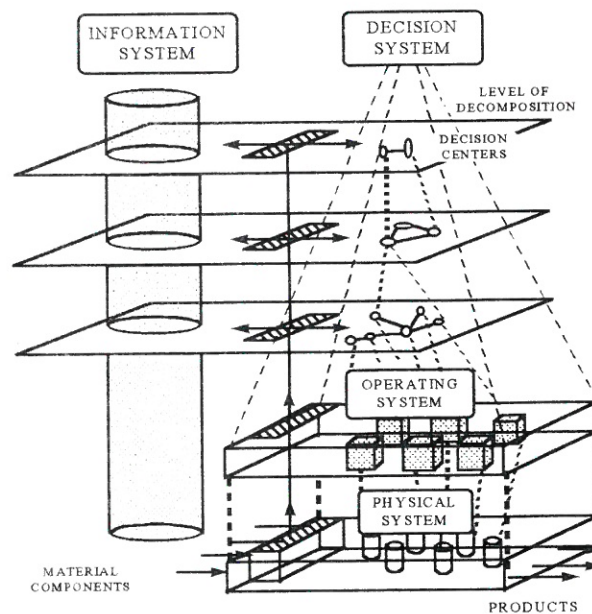 INFORMATION
SYSTEM
DECISION
SYSTEM
LEVEL OF
DECOMPOSITION
DECISION
CENTERS
OPERATING
SYSTEM
PHYSICAL
SYSTEM
MATERIAL
COMPONENTS
PRODUCTS